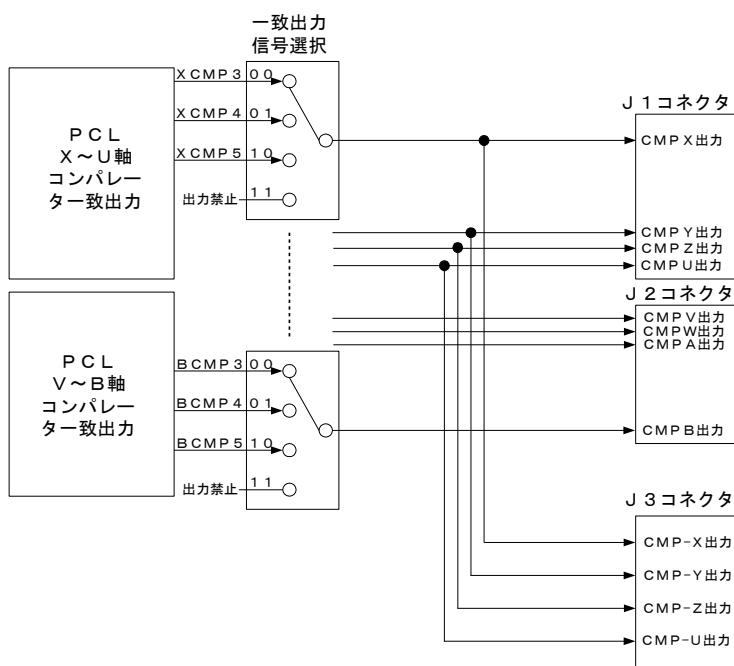 一致出力
信号選択
PCL
X～U軸
コンパレー
ター致出力
XCMP3 00
XCMP4 01
XCMP5 10
出力禁止 11
J1コネクタ
CMPX出力
CMPY出力
CMPZ出力
CMPU出力
J2コネクタ
CMPV出力
CMPW出力
CMPA出力
CMPB出力
PCL
V～B軸
コンパレー
ター致出力
BCMP3 00
BCMP4 01
BCMP5 10
出力禁止 11
J3コネクタ
CMP-X出力
CMP-Y出力
CMP-Z出力
CMP-U出力